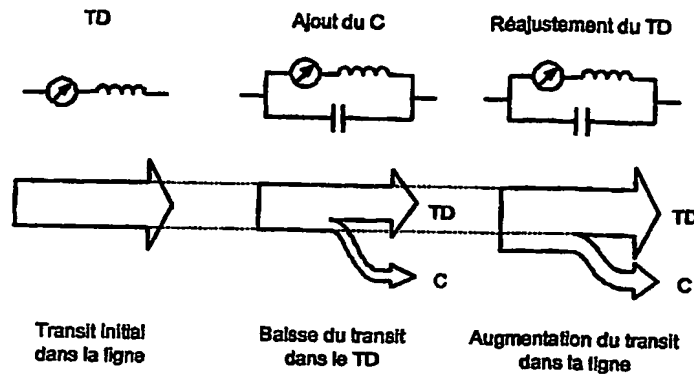 TD
Ajout du C
Réajustement du TD
TD
TD
C
C
Transit initial
dans la ligne
Baisse du transit
dans le TD
Augmentation du transit
dans la ligne